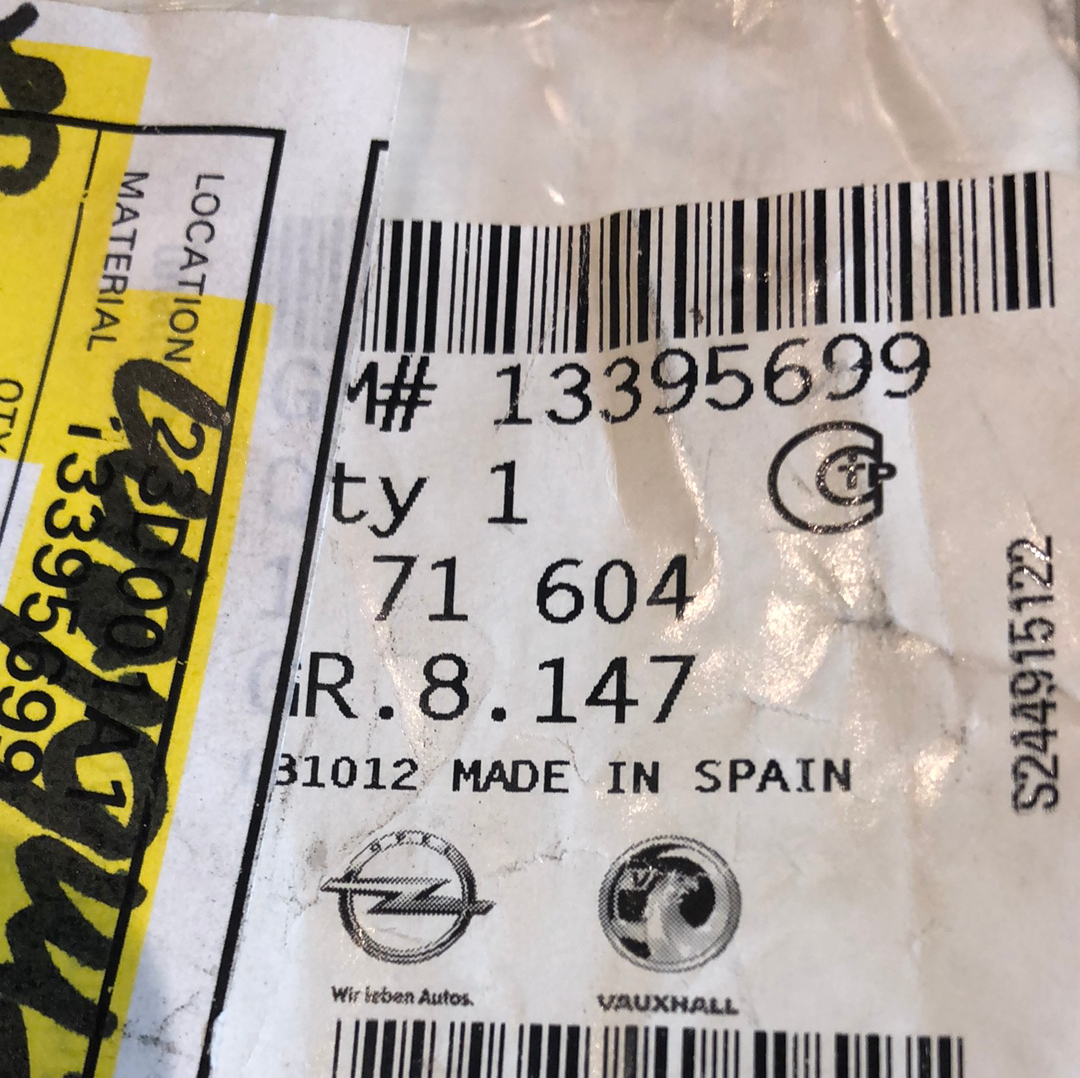 LOCATION
23D001A1
MATERIAL
13395699
QTY
M# 13395699
ty 1
71 604
R.8.147
31012 MADE IN SPAIN
S244915122
OPEL
Wir leben Autos.
VAUXHALL